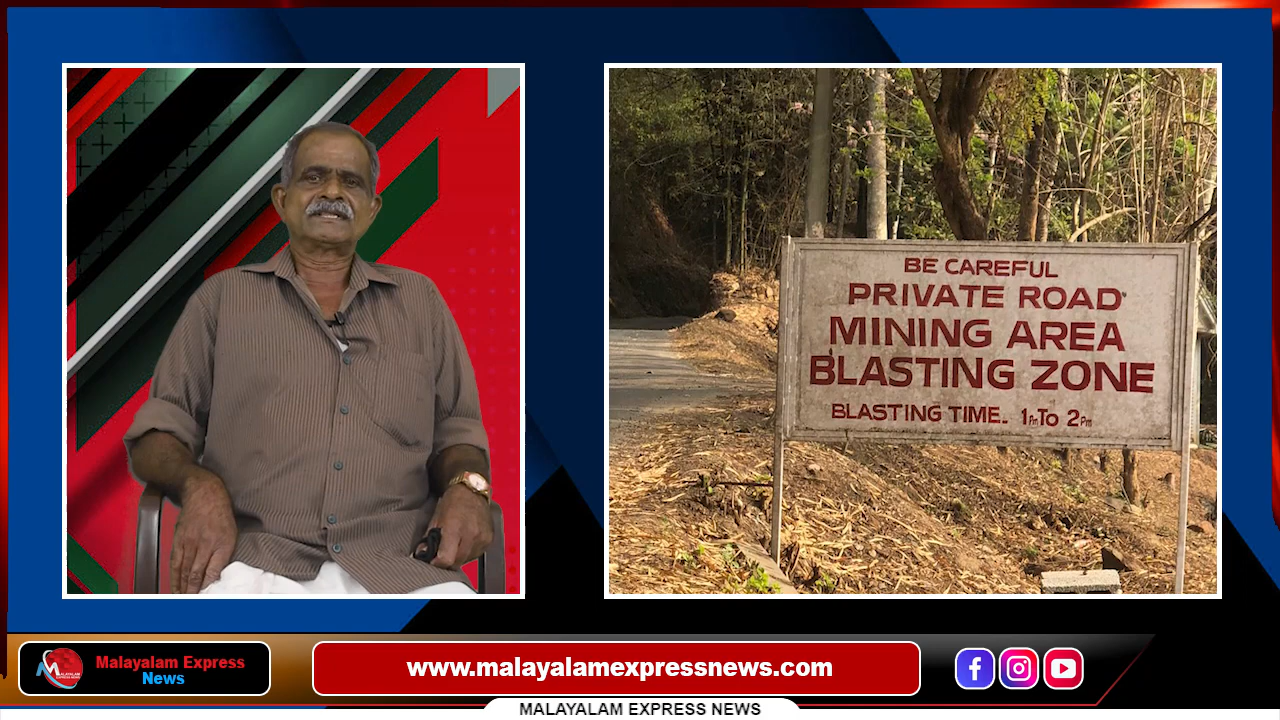 BE CAREFUL
PRIVATE ROAD
MINING AREA
BLASTING ZONE
BLASTING TIME. 1Pm To 2Pm
Malayalam Express
News
www.malayalamexpressnews.com
MALAYALAM EXPRESS NEWS